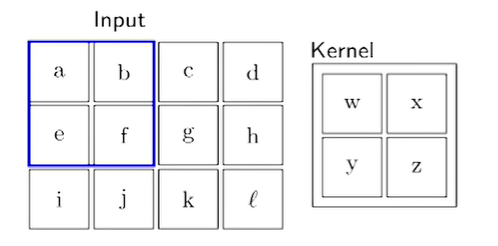 Input
a b c d
e f g h
i j k ℓ
Kernel
w x
y z